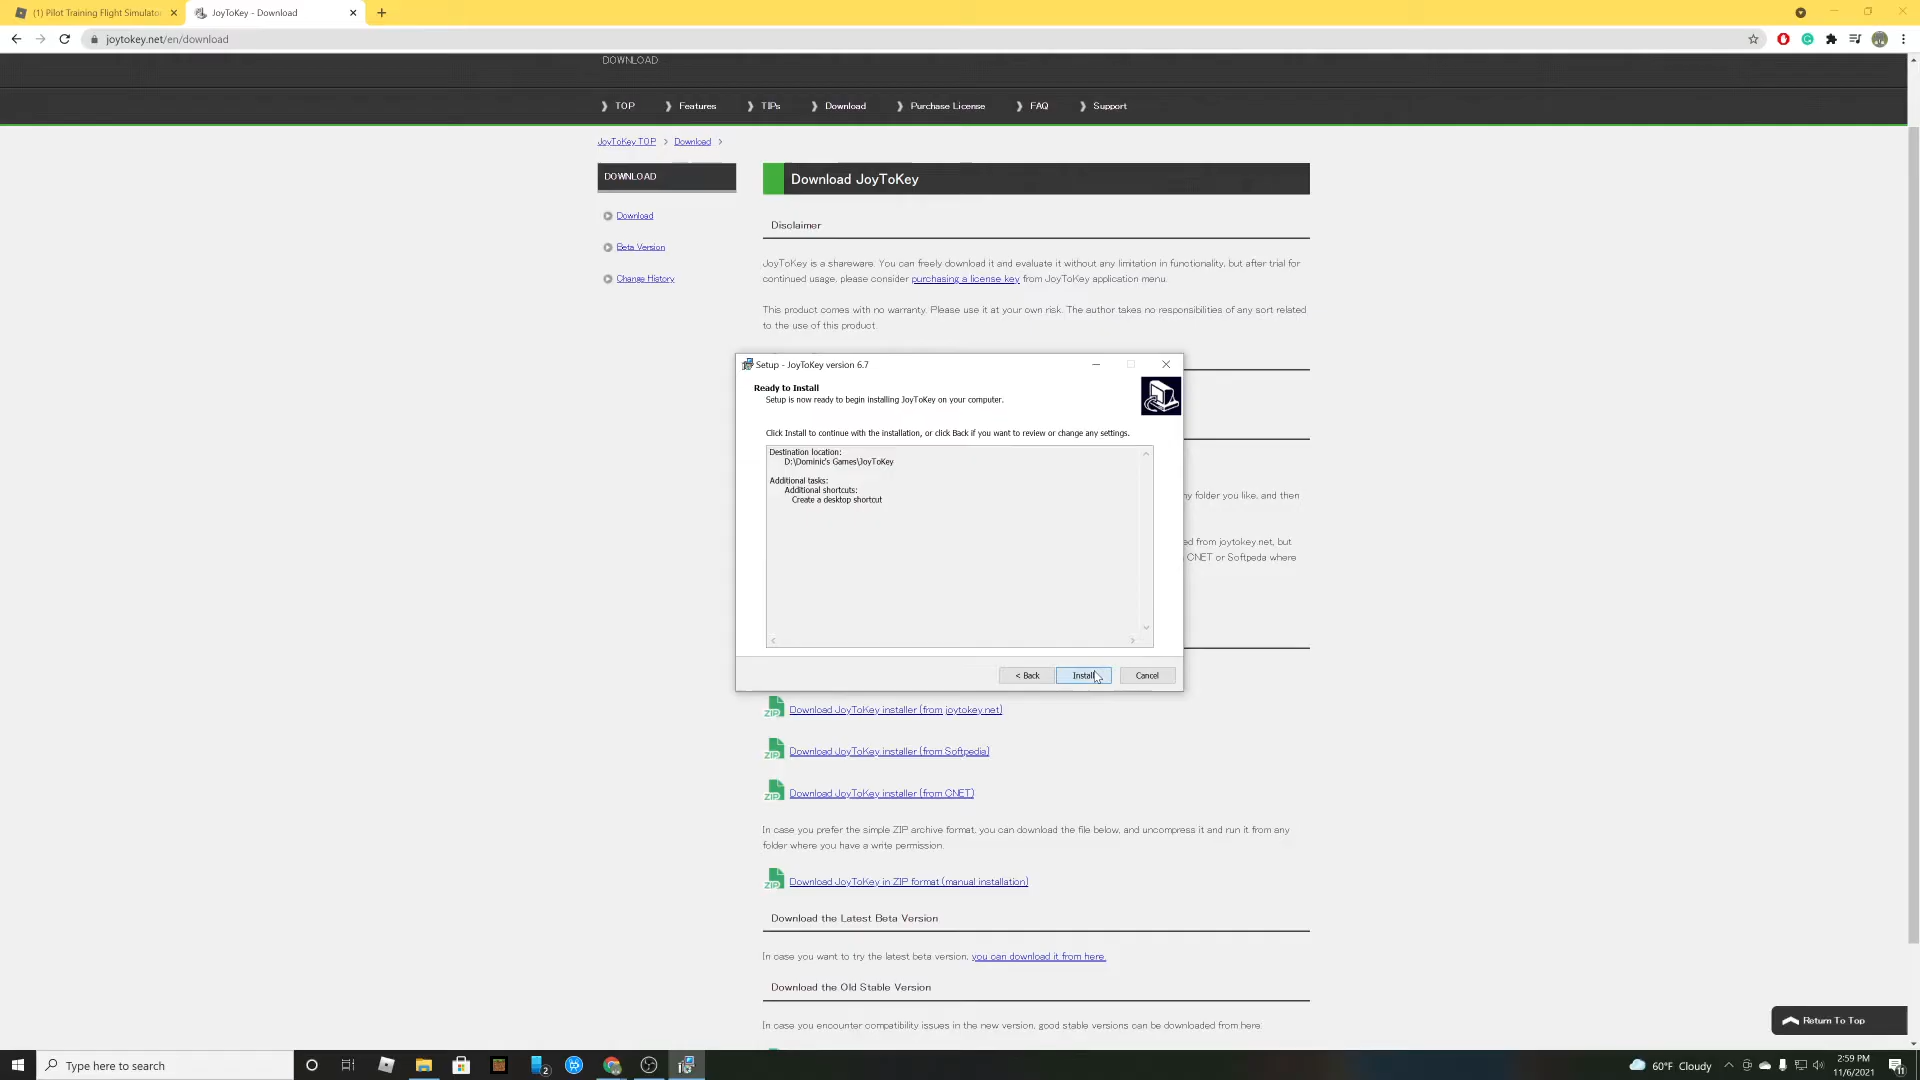 (1) Pilot Training Flight Simulator
JoyToKey - Download
joytokey.net/en/download
DOWNLOAD
TOP
Features
TIPs
Download
Purchase License
FAQ
Support
JoyToKey TOP
Download
DOWNLOAD
Download
Beta Version
Change History
Download JoyToKey
Disclaimer
JoyToKey is a shareware. You can freely download it and evaluate it without any limitation in functionality, but after trial for
continued usage, please consider purchasing a license key from JoyToKey application menu.
This product comes with no warranty. Please use it at your own risk. The author takes no responsibilities of any sort related
to the use of this product.
Setup - JoyToKey version 6.7
Ready to Install
Setup is now ready to begin installing JoyToKey on your computer.
Click Install to continue with the installation, or click Back if you want to review or change any settings.
Destination location:
D:\Dominic's Games\JoyToKey
Additional tasks:
Additional shortcuts:
Create a desktop shortcut
< Back
Install
Cancel
ny folder you like, and then
ed from joytokey.net, but
CNET or Softpedia where
ZIP
Download JoyToKey installer (from joytokey.net)
ZIP
Download JoyToKey installer (from Softpedia)
ZIP
Download JoyToKey installer (from CNET)
In case you prefer the simple ZIP archive format, you can download the file below, and uncompress it and run it from any
folder where you have a write permission.
ZIP
Download JoyToKey in ZIP format (manual installation)
Download the Latest Beta Version
In case you want to try the latest beta version, you can download it from here.
Download the Old Stable Version
In case you encounter compatibility issues in the new version, good stable versions can be downloaded from here.
Return To Top
Type here to search
2
60°F Cloudy
2:59 PM
11/6/2021
11